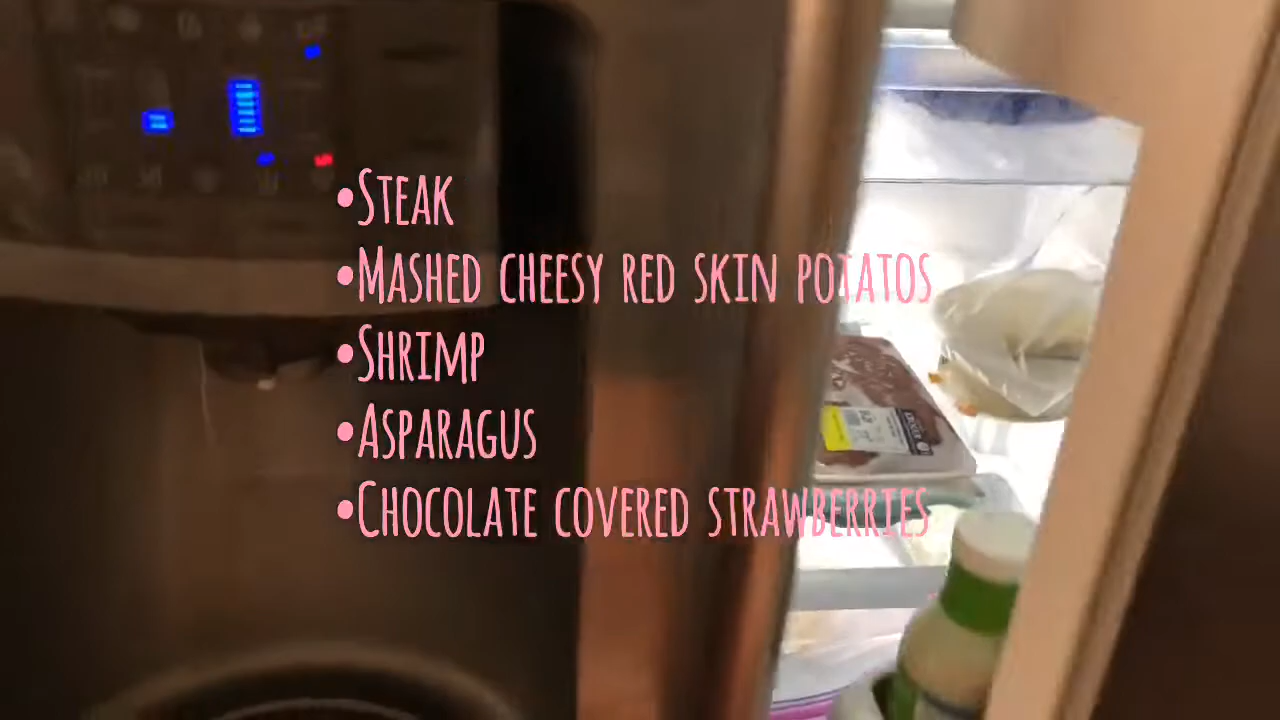 •Steak
•Mashed cheesy red skin potatos
•Shrimp
•Asparagus
•Chocolate covered strawberries